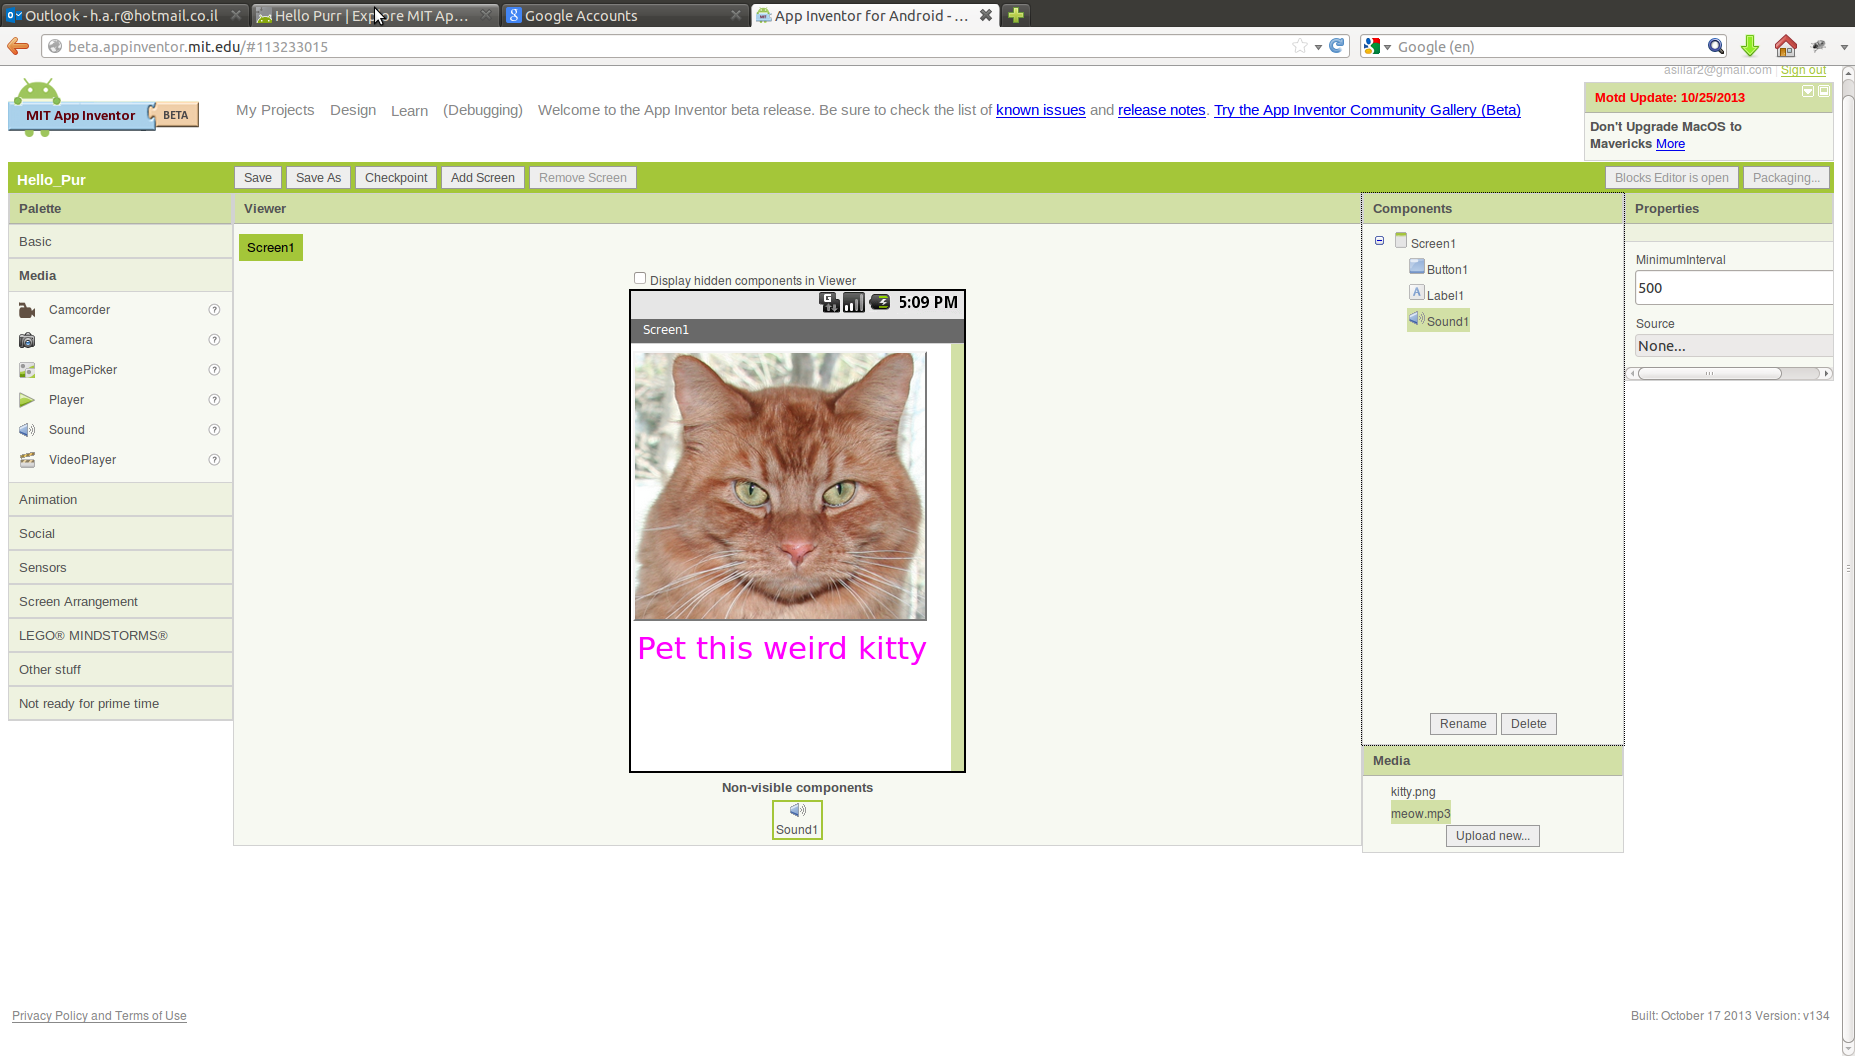 Outlook - h.a.r@hotmail.co.il
Hello Purr | Explore MIT Ap...
Google Accounts
App Inventor for Android - ...
beta.appinventor.mit.edu/#113233015
Google (en)
asillar2@gmail.com | Sign out
MIT App Inventor BETA
My Projects Design Learn (Debugging) Welcome to the App Inventor beta release. Be sure to check the list of known issues and release notes. Try the App Inventor Community Gallery (Beta)
Motd Update: 10/25/2013
Don't Upgrade MacOS to
Mavericks More
Hello_Pur
Save Save As Checkpoint Add Screen Remove Screen Blocks Editor is open Packaging...
Palette
Basic
Media
Camcorder ?
Camera ?
ImagePicker ?
Player ?
Sound ?
VideoPlayer ?
Animation
Social
Sensors
Screen Arrangement
LEGO® MINDSTORMS®
Other stuff
Not ready for prime time
Viewer
Screen1
Display hidden components in Viewer
G 5:09 PM
Screen1
Pet this weird kitty
Non-visible components
Sound1
Components
Screen1
Button1
A Label1
Sound1
Rename Delete
Media
kitty.png
meow.mp3
Upload new...
Properties
MinimumInterval
500
Source
None...
Privacy Policy and Terms of Use
Built: October 17 2013 Version: v134